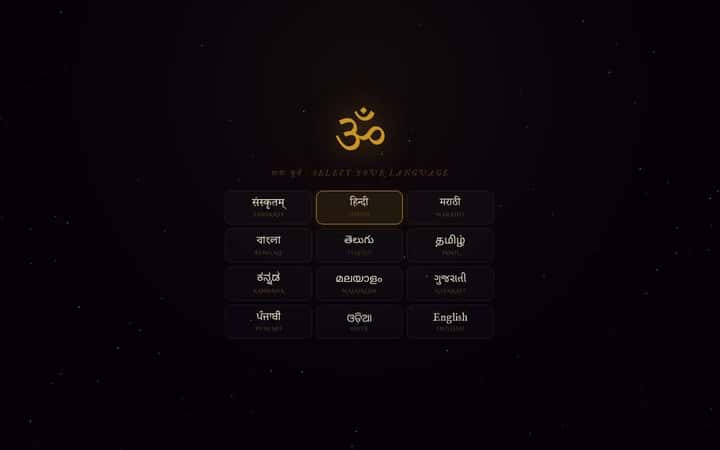 ॐ
भाषा चुनें · SELECT YOUR LANGUAGE
संस्कृतम्
SANSKRIT
हिन्दी
HINDI
मराठी
MARATHI
বাংলা
BENGALI
తెలుగు
TELUGU
தமிழ்
TAMIL
ಕನ್ನಡ
KANNADA
മലയാളം
MALAYALAM
ગુજરાતી
GUJARATI
ਪੰਜਾਬੀ
PUNJABI
ଓଡ଼ିଆ
English
ENGLISH